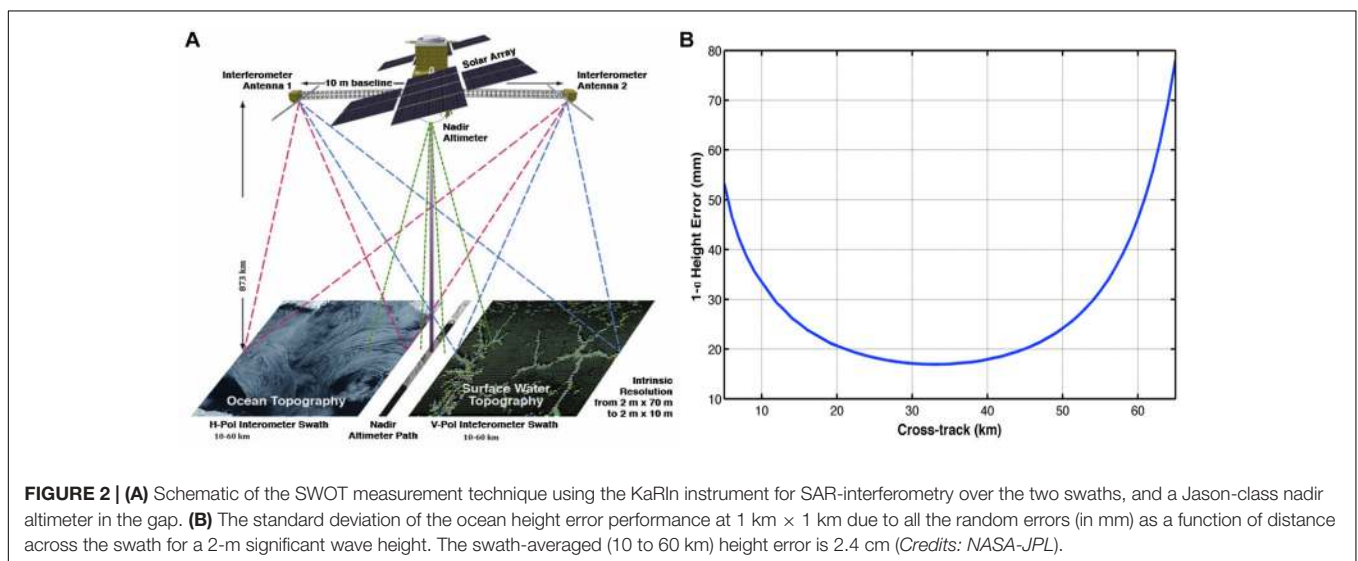 A
Solar Array
Interferometer
Antenna 1
10 m baseline
Interferometer
Antenna 2
Nadir
Altimeter
873 km
Ocean Topography
Surface Water
Topography
Intrinsic
Resolution
from 2 m x 70 m
to 2 m x 10 m
H-Pol Interometer Swath
10-60 km
Nadir
Altimeter Path
V-Pol Inteferometer Swath
10-60 km
B
80
70
60
50
40
30
20
10
1-σ Height Error (mm)
10
20
30
40
50
60
Cross-track (km)
FIGURE 2 | (A) Schematic of the SWOT measurement technique using the KaRIn instrument for SAR-interferometry over the two swaths, and a Jason-class nadir
altimeter in the gap. (B) The standard deviation of the ocean height error performance at 1 km × 1 km due to all the random errors (in mm) as a function of distance
across the swath for a 2-m significant wave height. The swath-averaged (10 to 60 km) height error is 2.4 cm (Credits: NASA-JPL).